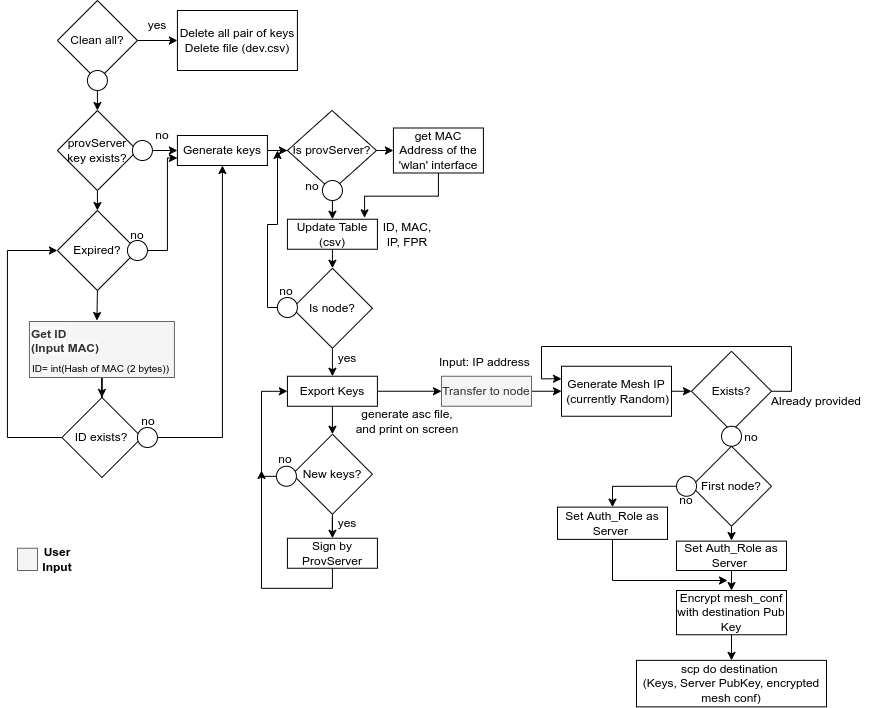 Clean all?
yes
Delete all pair of keys
Delete file (dev.csv)
provServer
key exists?
no
Generate keys
Is provServer?
get MAC
Address of the
'wlan' interface
no
Update Table
(csv)
ID, MAC,
IP, FPR
Expired?
no
Is node?
no
yes
Get ID
(Input MAC)
ID= int(Hash of MAC (2 bytes))
ID exists?
no
Export Keys
generate asc file,
and print on screen
Input: IP address
Transfer to node
Generate Mesh IP
(currently Random)
Exists?
Already provided
no
New keys?
no
yes
Sign by
ProvServer
First node?
no
Set Auth_Role as
Server
Set Auth_Role as
Server
Encrypt mesh_conf
with destination Pub
Key
scp do destination
(Keys, Server PubKey, encrypted
mesh conf)
User
Input